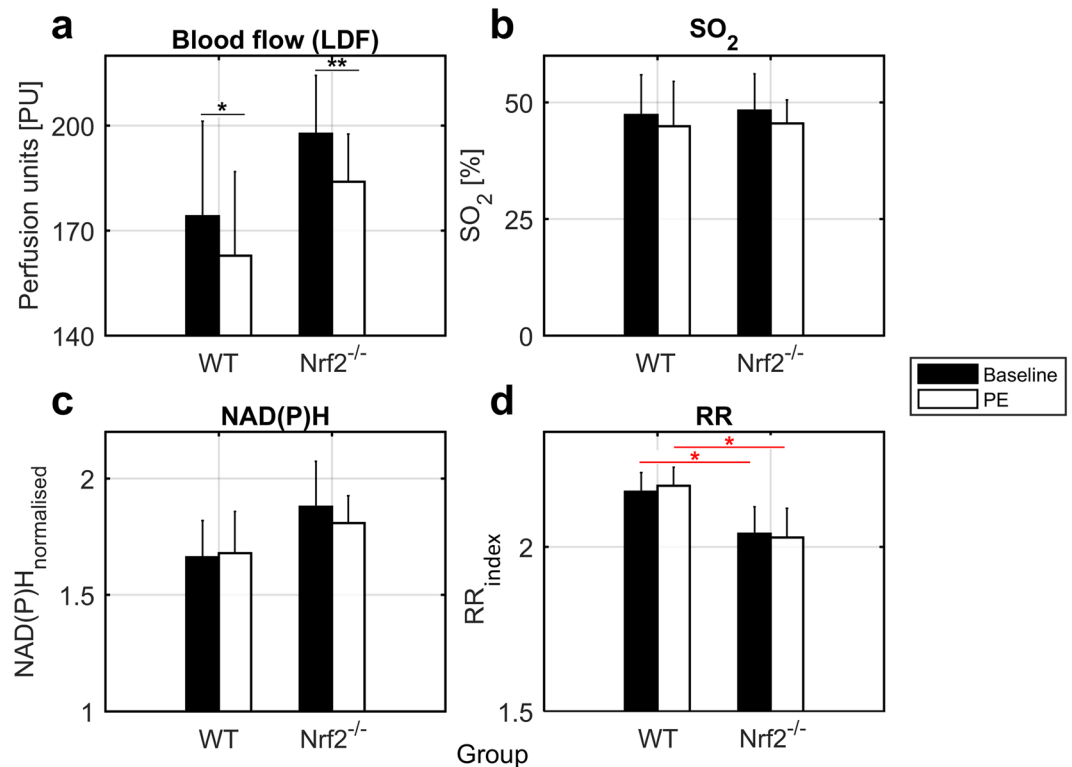 a
Blood flow (LDF)
**
*
Perfusion units [PU]
200
170
140
WT
Nrf2-/-
b
SO2
SO2 [%]
50
25
0
WT
Nrf2-/-
Baseline
PE
c
NAD(P)H
NAD(P)Hnormalised
2
1.5
1
WT
Nrf2-/-
d
RR
*
*
RRindex
2
1.5
WT
Nrf2-/-
Group